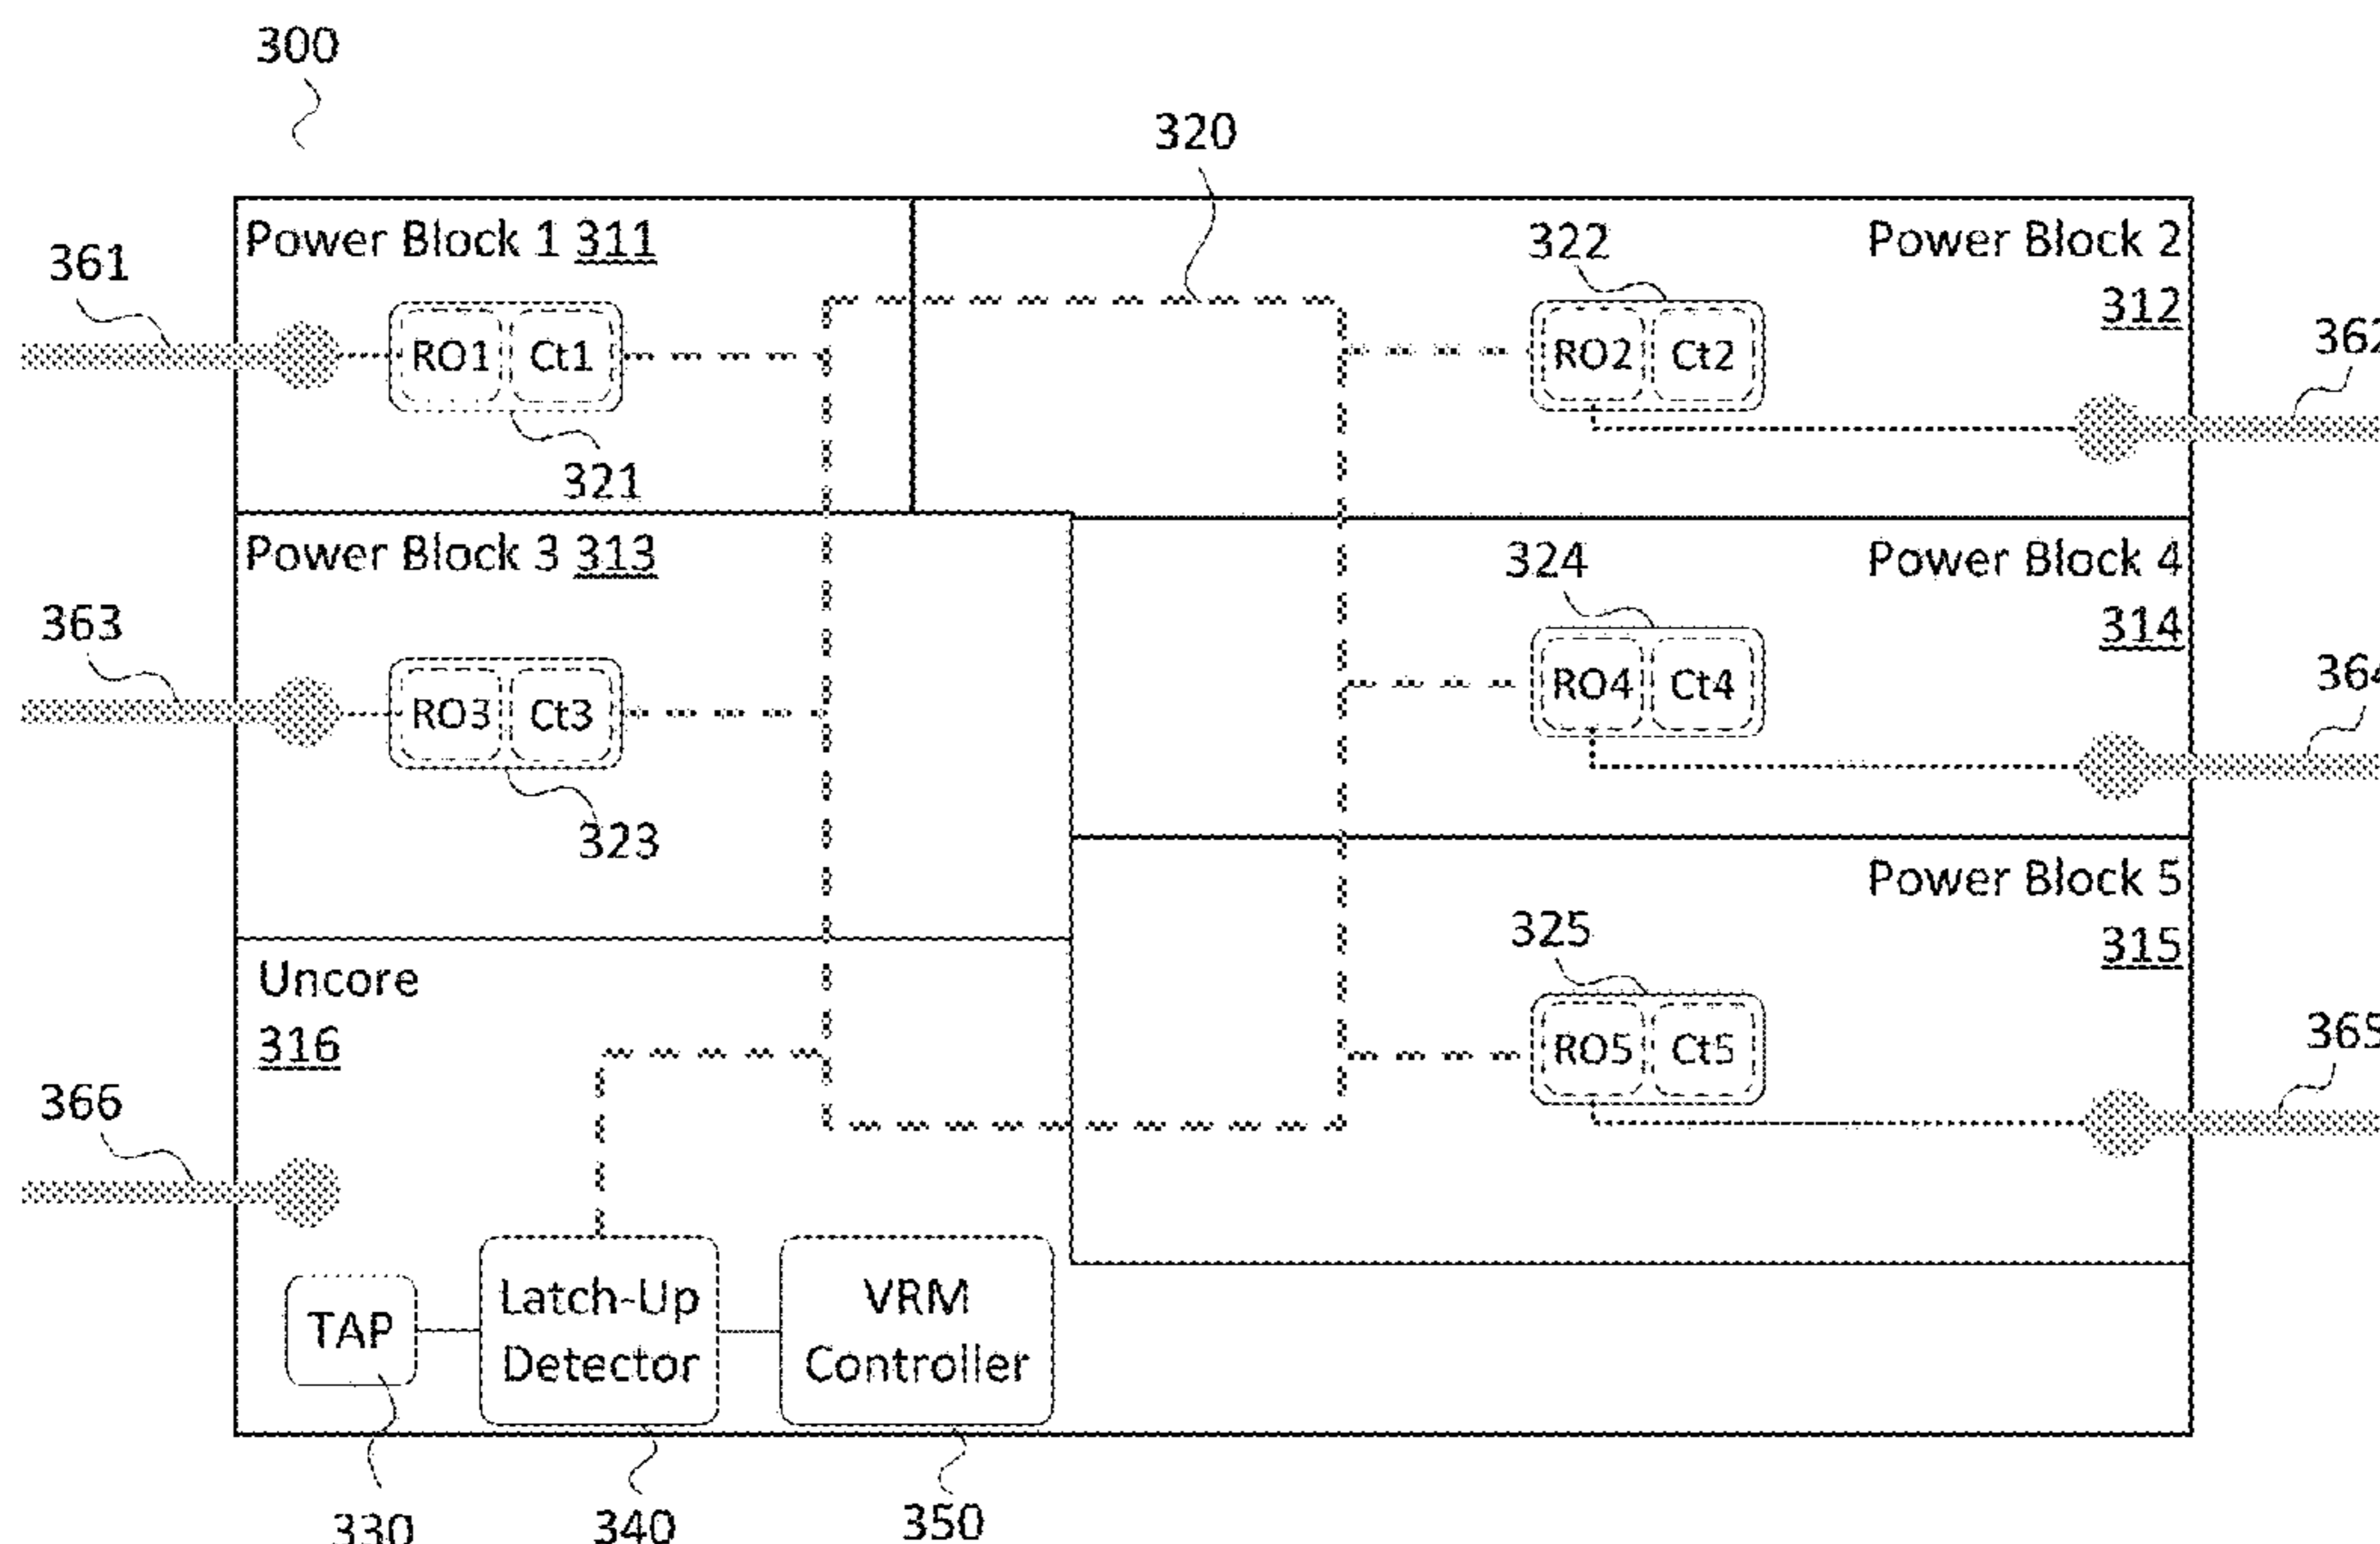 300
320
Power Block 1 311
322
Power Block 2
312
361
RO1 Ct1
RO2 Ct2
362
321
Power Block 3 313
324
Power Block 4
314
363
RO3 Ct3
RO4 Ct4
364
323
Power Block 5
315
325
Uncore
316
RO5 Ct5
365
366
TAP
Latch-Up
Detector
VRM
Controller
330
340
350